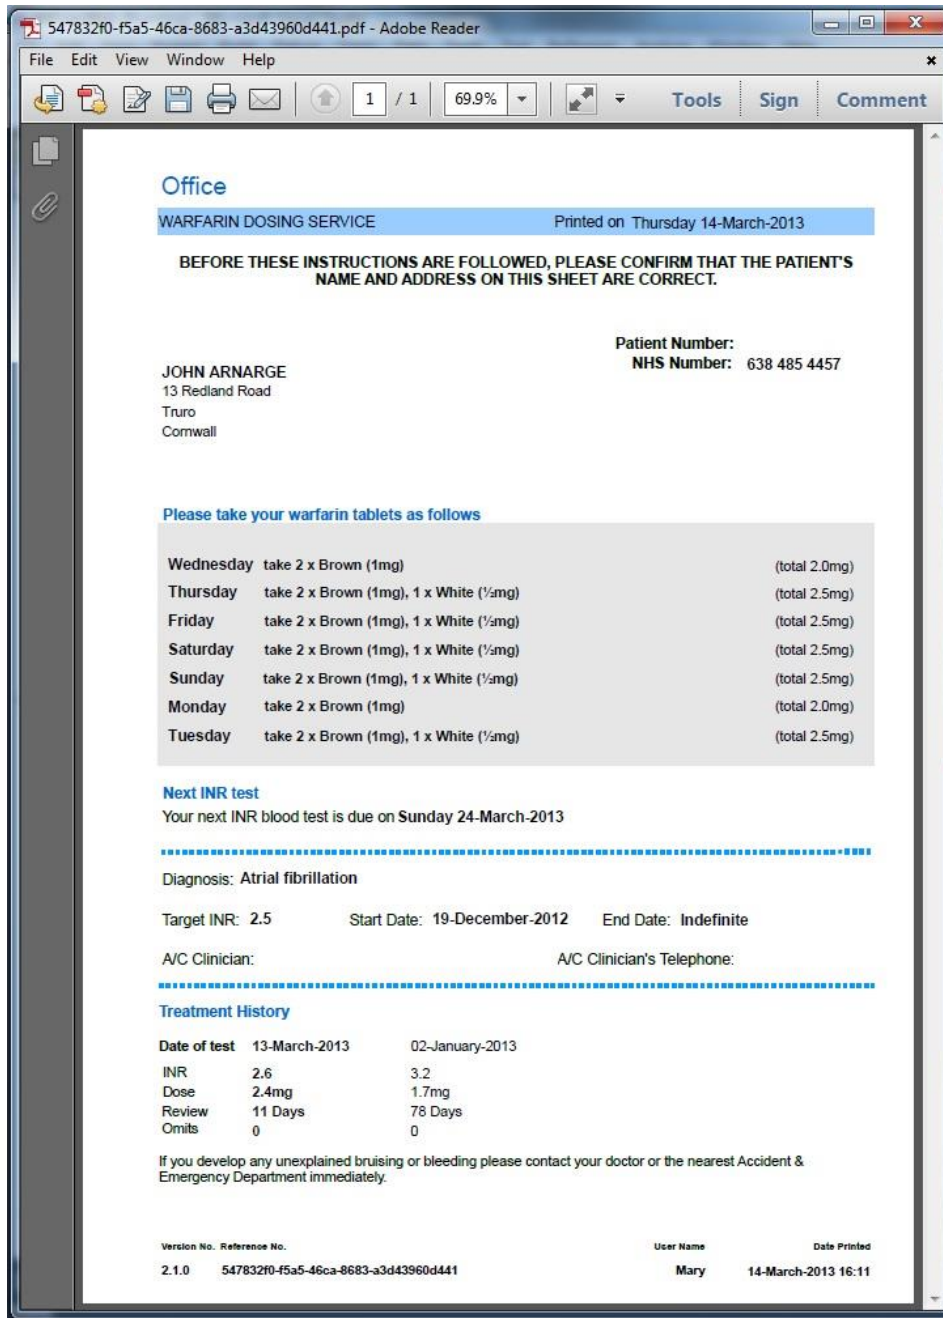 547832f0-f5a5-46ca-8683-a3d43960d441.pdf - Adobe Reader
File Edit View Window Help
1 / 1 69.9% Tools Sign Comment
Office
WARFARIN DOSING SERVICE Printed on Thursday 14-March-2013
BEFORE THESE INSTRUCTIONS ARE FOLLOWED, PLEASE CONFIRM THAT THE PATIENT'S
NAME AND ADDRESS ON THIS SHEET ARE CORRECT.
Patient Number:
NHS Number: 638 485 4457
JOHN ARNARGE
13 Redland Road
Truro
Cornwall
Please take your warfarin tablets as follows
Wednesday take 2 x Brown (1mg) (total 2.0mg)
Thursday take 2 x Brown (1mg), 1 x White (½mg) (total 2.5mg)
Friday take 2 x Brown (1mg), 1 x White (½mg) (total 2.5mg)
Saturday take 2 x Brown (1mg), 1 x White (½mg) (total 2.5mg)
Sunday take 2 x Brown (1mg), 1 x White (½mg) (total 2.5mg)
Monday take 2 x Brown (1mg) (total 2.0mg)
Tuesday take 2 x Brown (1mg), 1 x White (½mg) (total 2.5mg)
Next INR test
Your next INR blood test is due on Sunday 24-March-2013
Diagnosis: Atrial fibrillation
Target INR: 2.5 Start Date: 19-December-2012 End Date: Indefinite
A/C Clinician: A/C Clinician's Telephone:
Treatment History
Date of test 13-March-2013 02-January-2013
INR 2.6 3.2
Dose 2.4mg 1.7mg
Review 11 Days 78 Days
Omits 0 0
If you develop any unexplained bruising or bleeding please contact your doctor or the nearest Accident &
Emergency Department immediately.
Version No. Reference No. User Name Date Printed
2.1.0 547832f0-f5a5-46ca-8683-a3d43960d441 Mary 14-March-2013 16:11